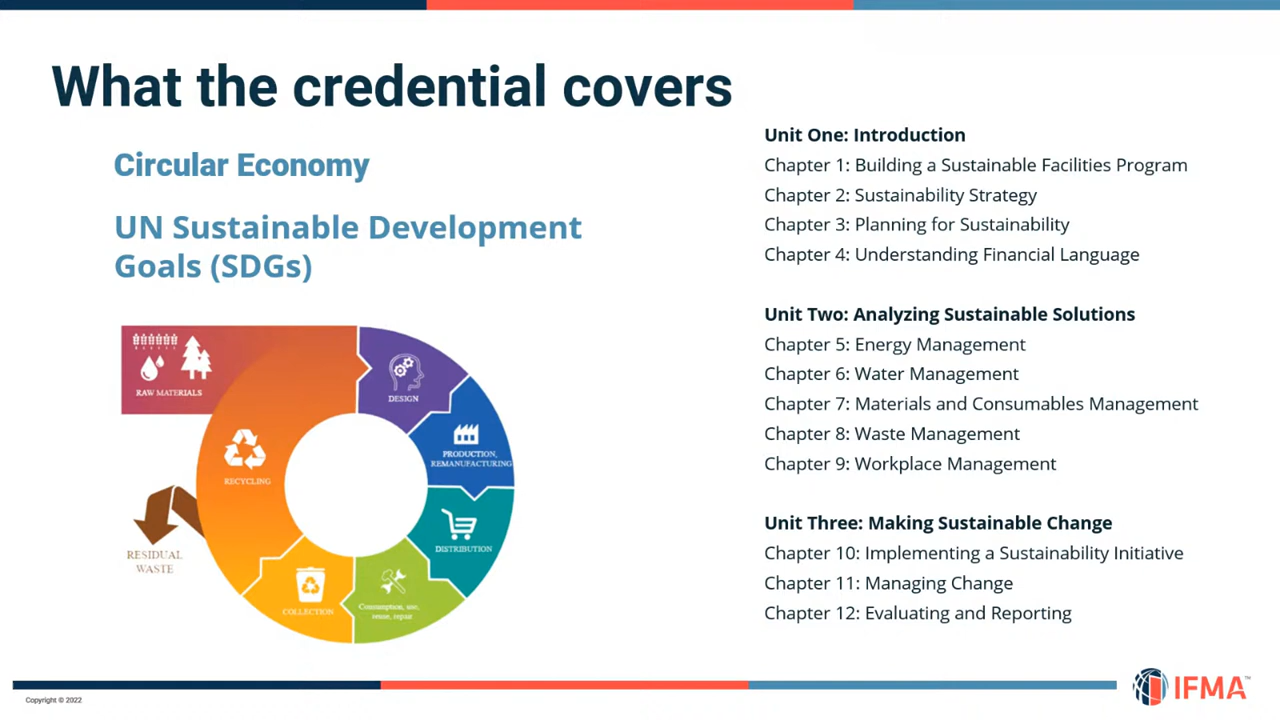 What the credential covers
Circular Economy
UN Sustainable Development
Goals (SDGs)
RAW MATERIALS
DESIGN
PRODUCTION,
REMANUFACTURING
DISTRIBUTION
Consumption, use,
reuse, repair
COLLECTION
RECYCLING
RESIDUAL
WASTE
Unit One: Introduction
Chapter 1: Building a Sustainable Facilities Program
Chapter 2: Sustainability Strategy
Chapter 3: Planning for Sustainability
Chapter 4: Understanding Financial Language
Unit Two: Analyzing Sustainable Solutions
Chapter 5: Energy Management
Chapter 6: Water Management
Chapter 7: Materials and Consumables Management
Chapter 8: Waste Management
Chapter 9: Workplace Management
Unit Three: Making Sustainable Change
Chapter 10: Implementing a Sustainability Initiative
Chapter 11: Managing Change
Chapter 12: Evaluating and Reporting
Copyright © 2022
IFMA™